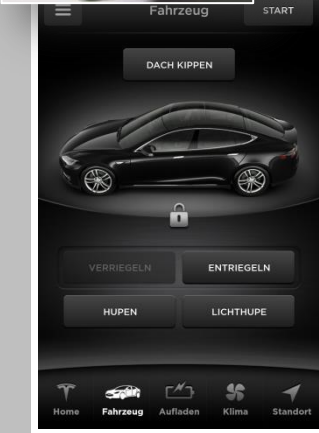 Fahrzeug START
DACH KIPPEN
VERRIEGELN ENTRIEGELN
HUPEN LICHTHUPE
Home Fahrzeug Aufladen Klima Standort